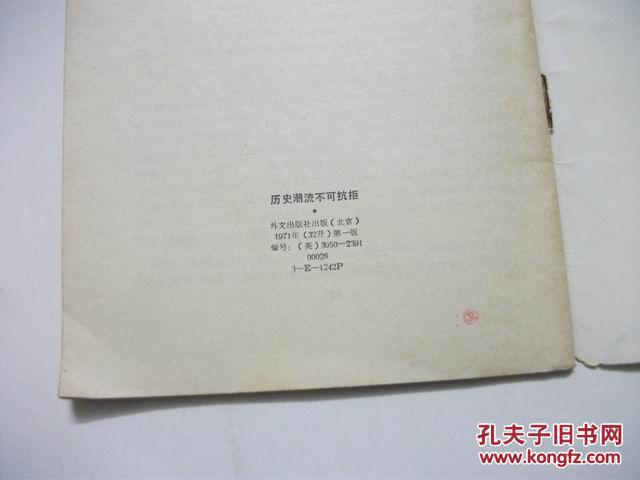 历史潮流不可抗拒
*
外文出版社出版(北京)
1971年(32开)第一版
编号:(英)3050—2391
00026
3—E—1242P
孔夫子旧书网
www.kongfz.com